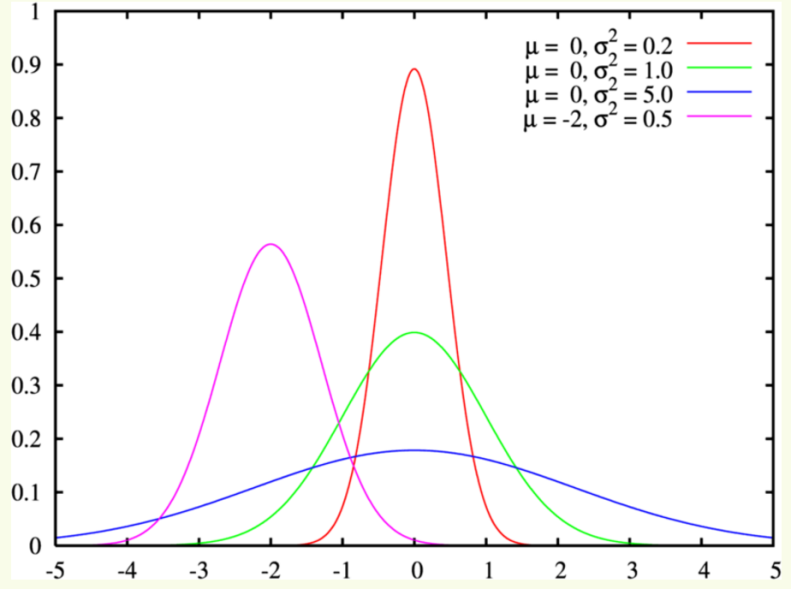 1
0.9
0.8
0.7
0.6
0.5
0.4
0.3
0.2
0.1
0
μ = 0, σ² = 0.2
μ = 0, σ² = 1.0
μ = 0, σ² = 5.0
μ = -2, σ² = 0.5
-5 -4 -3 -2 -1 0 1 2 3 4 5